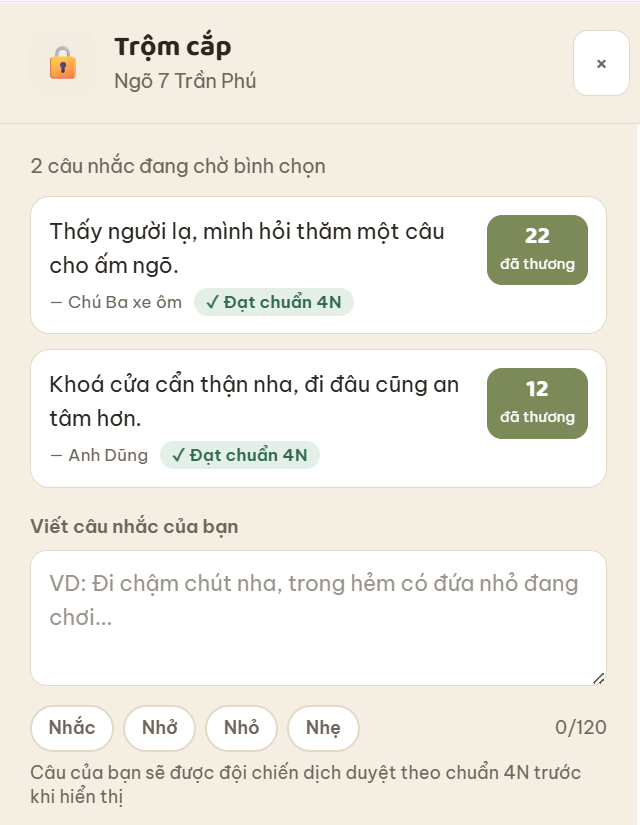 Trộm cắp
Ngõ 7 Trần Phú
×
2 câu nhắc đang chờ bình chọn
Thấy người lạ, mình hỏi thăm một câu
cho ấm ngõ.
22
đã thương
– Chú Ba xe ôm ✓ Đạt chuẩn 4N
Khoá cửa cẩn thận nha, đi đâu cũng an
tâm hơn.
12
đã thương
– Anh Dũng ✓ Đạt chuẩn 4N
Viết câu nhắc của bạn
VD: Đi chậm chút nha, trong hẻm có đứa nhỏ đang
chơi...
Nhắc Nhở Nhỏ Nhẹ 0/120
Câu của bạn sẽ được đội chiến dịch duyệt theo chuẩn 4N trước
khi hiển thị